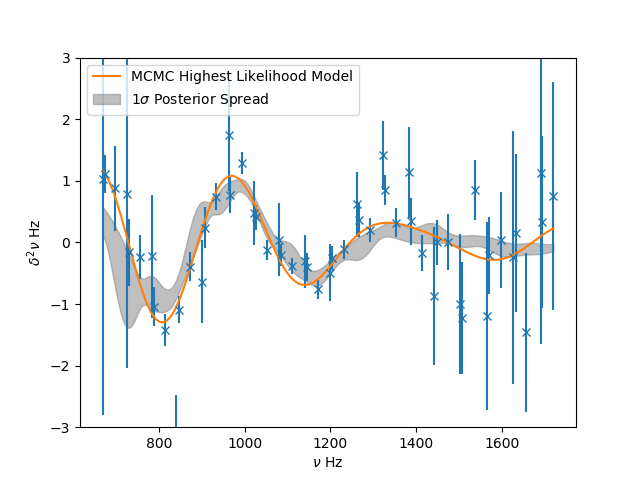 3
2
1
0
−1
−2
−3
δ²ν Hz
MCMC Highest Likelihood Model
1σ Posterior Spread
800 1000 1200 1400 1600
ν Hz